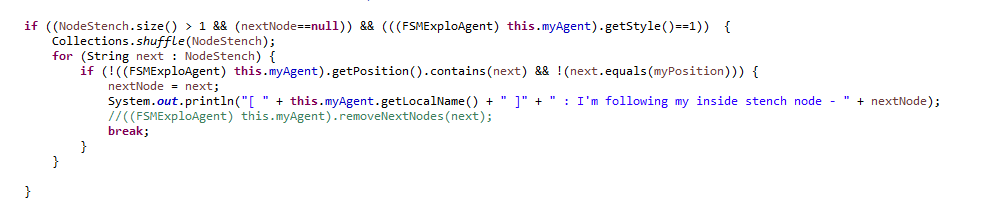 if ((NodeStench.size() > 1 && (nextNode==null)) && (((FSMExploAgent) this.myAgent).getStyle()==1))  {
    Collections.shuffle(NodeStench);
    for (String next : NodeStench) {
        if (!((FSMExploAgent) this.myAgent).getPosition().contains(next) && !(next.equals(myPosition))) {
            nextNode = next;
            System.out.println("[ " + this.myAgent.getLocalName() + " ]" + " : I'm following my inside stench node - " + nextNode);
            //((FSMExploAgent) this.myAgent).removeNextNodes(next);
            break;
        }
    }
}